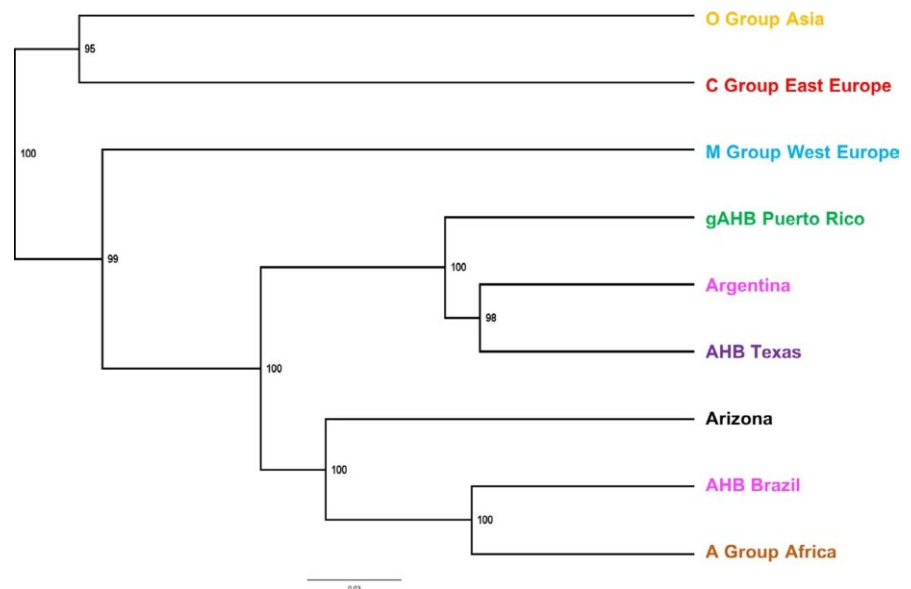 O Group Asia
95
C Group East Europe
100
M Group West Europe
99
gAHB Puerto Rico
100
Argentina
98
AHB Texas
100
Arizona
100
AHB Brazil
100
A Group Africa